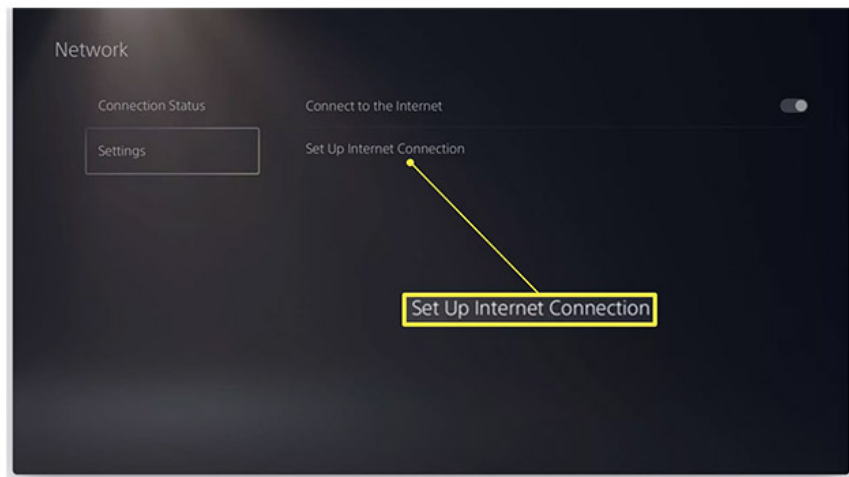 Network
Connection Status
Connect to the Internet
Settings
Set Up Internet Connection
Set Up Internet Connection